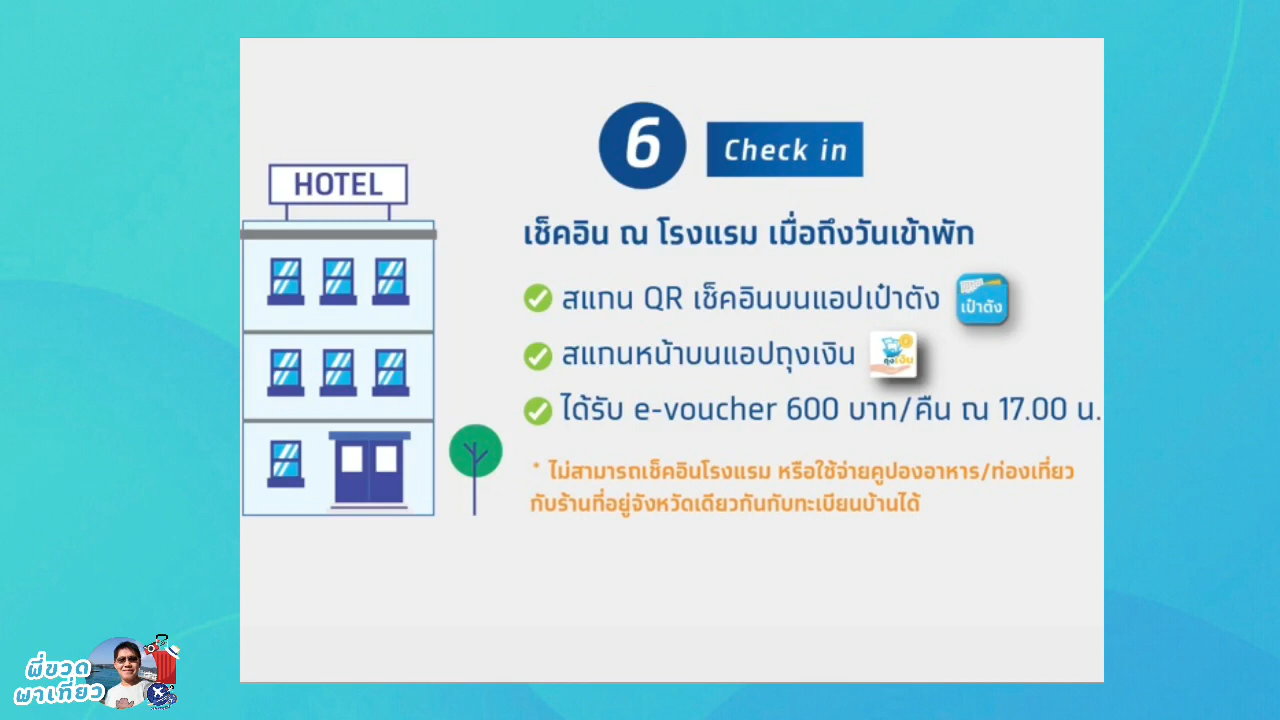 6
Check in
HOTEL
เช็คอิน ณ โรงแรม เมื่อถึงวันเข้าพัก
สแกน QR เช็คอินบนแอปเป๋าตัง
เป๋าตัง
สแกนหน้าบนแอปถุงเงิน
ถุงเงิน
ได้รับ e-voucher 600 บาท/คืน ณ 17.00 น.
* ไม่สามารถเช็คอินโรงแรม หรือใช้จ่ายคูปองอาหาร/ท่องเที่ยว
กับร้านที่อยู่จังหวัดเดียวกันกับทะเบียนบ้านได้
พี่ขวด
พาเที่ยว